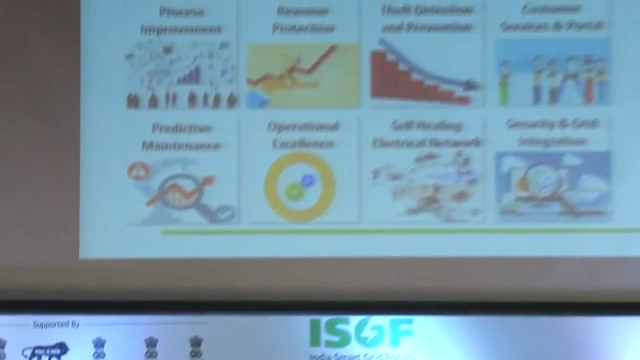 Process
Improvement
Revenue
Protection
Theft Detection
and Prevention
Customer
Services & Portal
Predictive
Maintenance
Operational
Excellence
Self Healing
Electrical Network
Security & Grid
Integration
Supported By
ISGF
India Smart Grid Forum